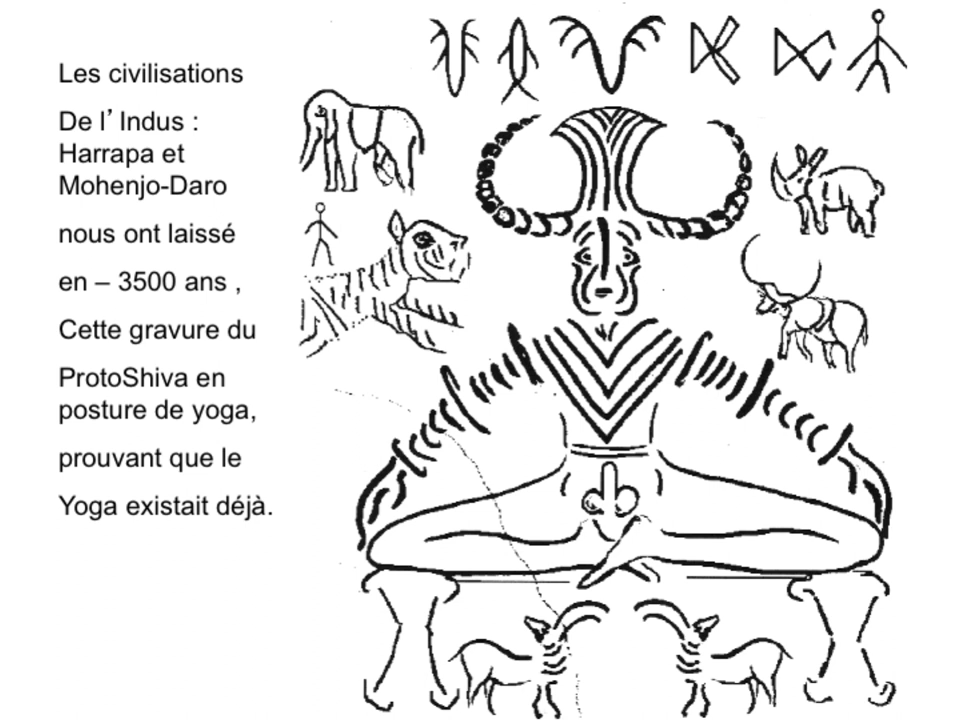 Les civilisations
De l’Indus :
Harrapa et
Mohenjo-Daro
nous ont laissé
en – 3500 ans ,
Cette gravure du
ProtoShiva en
posture de yoga,
prouvant que le
Yoga existait déjà.